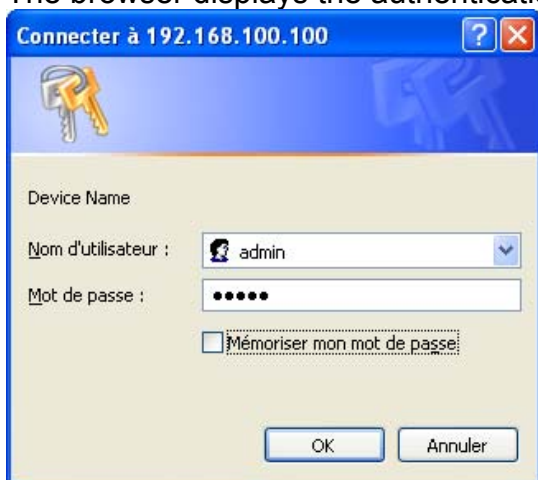 The browser displays the authenticatio
Connecter à 192.168.100.100
Device Name
Nom d'utilisateur :
admin
Mot de passe :
•••••
Mémoriser mon mot de passe
OK
Annuler